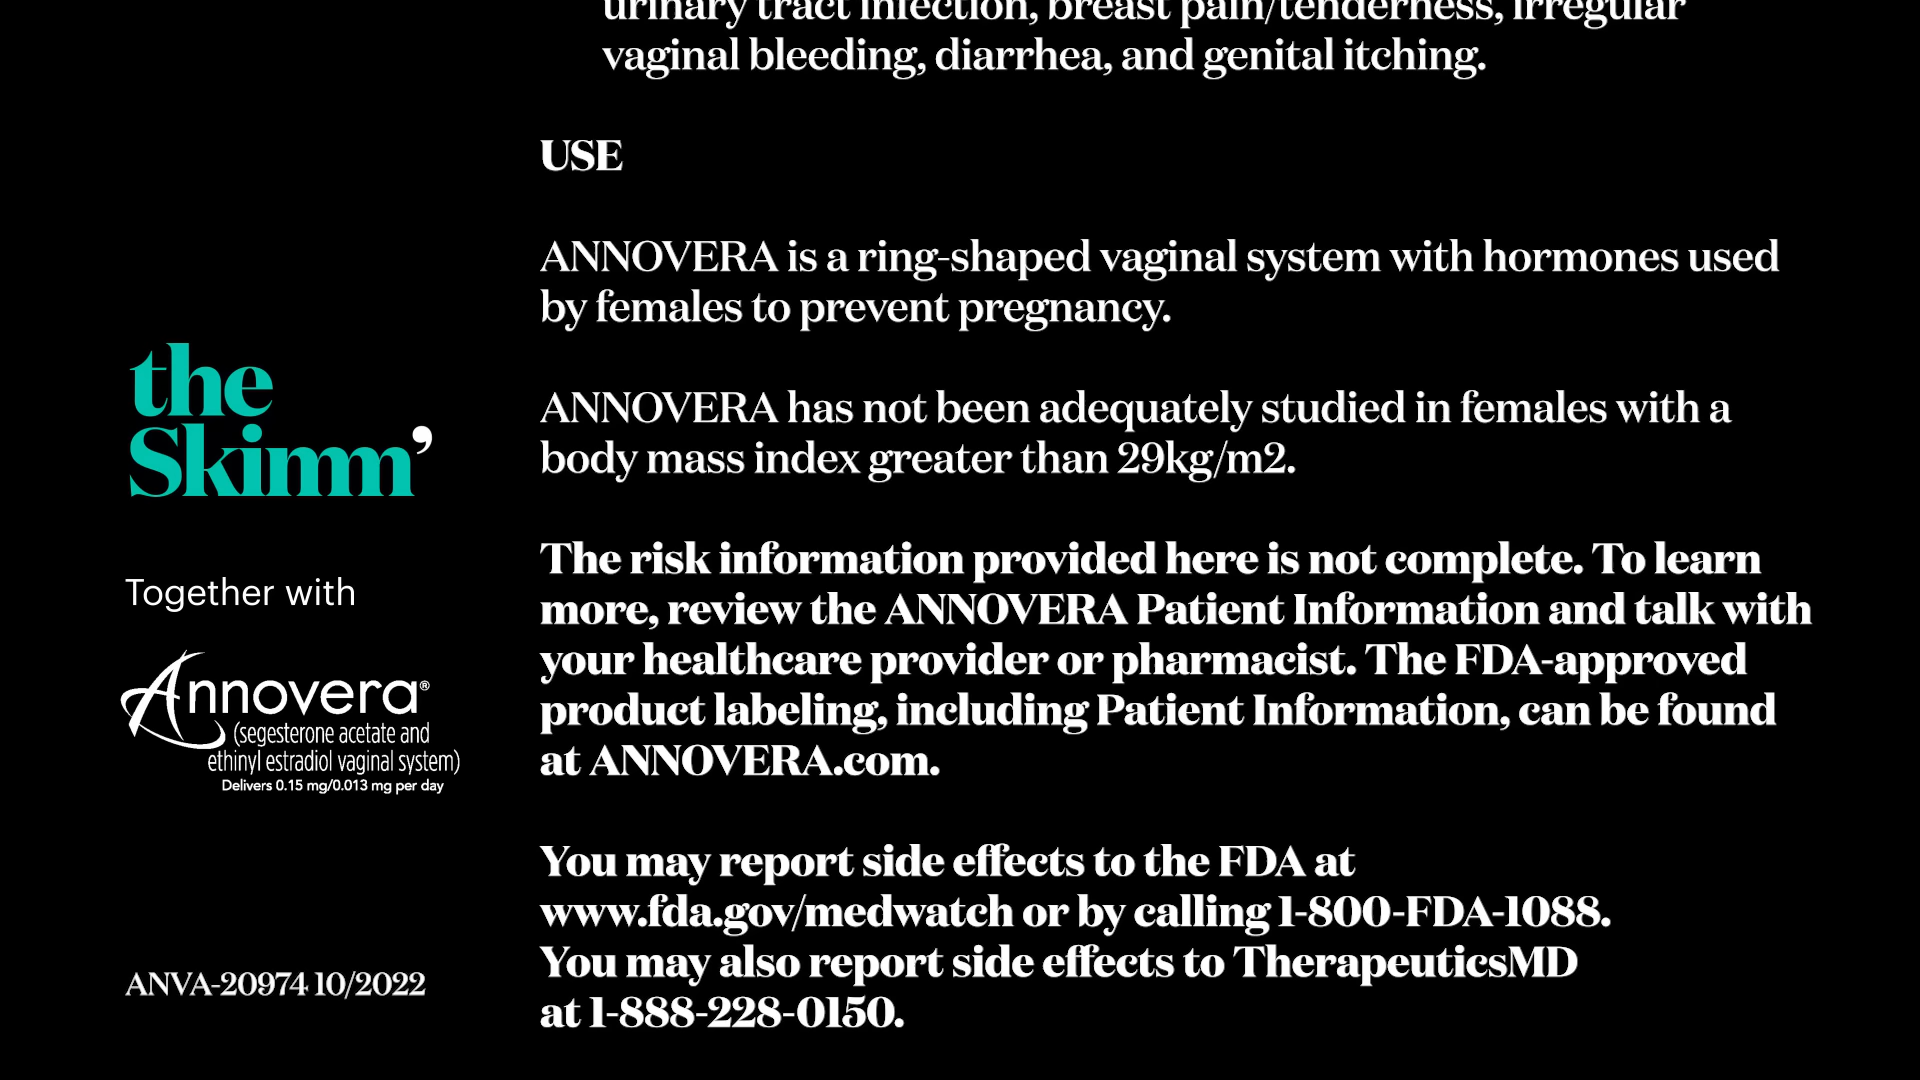 urinary tract infection, breast pain/tenderness, irregular
vaginal bleeding, diarrhea, and genital itching.
USE
ANNOVERA is a ring-shaped vaginal system with hormones used
by females to prevent pregnancy.
ANNOVERA has not been adequately studied in females with a
body mass index greater than 29kg/m2.
The risk information provided here is not complete. To learn
more, review the ANNOVERA Patient Information and talk with
your healthcare provider or pharmacist. The FDA-approved
product labeling, including Patient Information, can be found
at ANNOVERA.com.
You may report side effects to the FDA at
www.fda.gov/medwatch or by calling 1-800-FDA-1088.
You may also report side effects to TherapeuticsMD
at 1-888-228-0150.
the
Skimm’
Together with
Annovera®
(segesterone acetate and
ethinyl estradiol vaginal system)
Delivers 0.15 mg/0.013 mg per day
ANVA-20974 10/2022